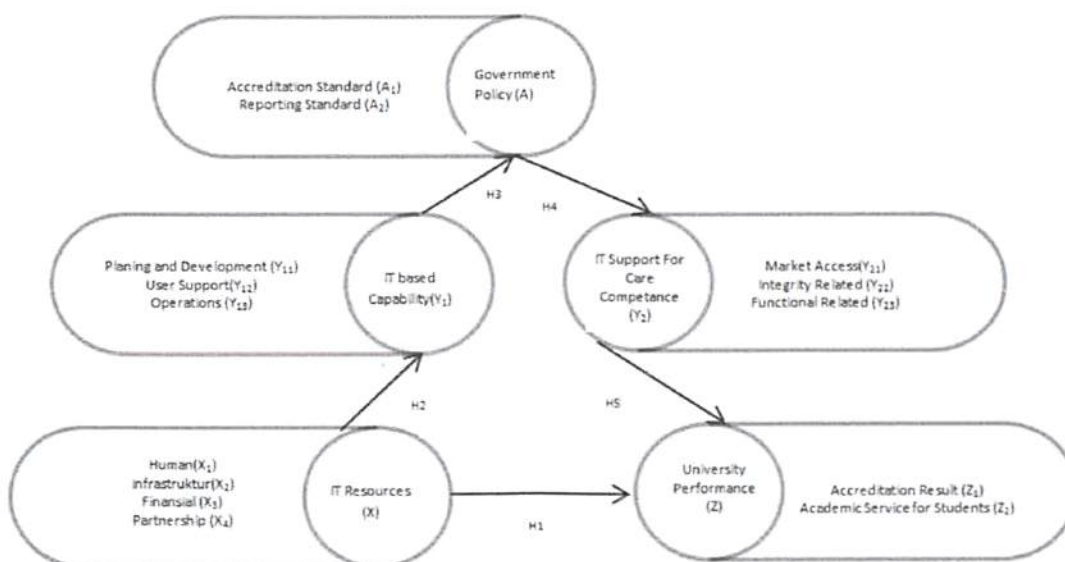 Accreditation Standard (A₁)
Reporting Standard (A₂)
Government
Policy (A)
H3
H4
Planing and Development (Y₁₁)
User Support(Y₁₂)
Operations (Y₁₃)
IT based
Capability(Y₁)
IT Support For
Care
Competance
(Y₂)
Market Access(Y₂₁)
Integrity Related (Y₂₂)
Functional Related (Y₂₃)
H2
H5
Human(X₁)
Infrastruktur(X₂)
Finansial (X₃)
Partnership (X₄)
IT Resources
(X)
H1
University
Performance
(Z)
Accreditation Result (Z₁)
Academic Service for Students (Z₂)